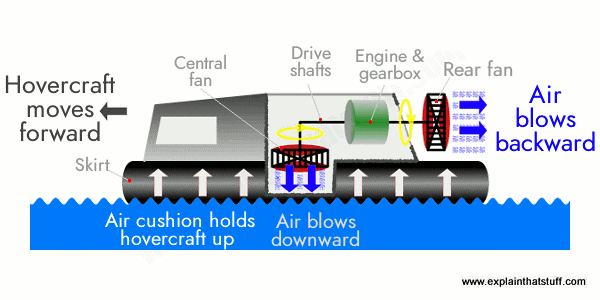 Hovercraft
moves
forward
Central
fan
Drive
shafts
Engine &
gearbox
Rear fan
Air
blows
backward
Skirt
Air cushion holds
hovercraft up
Air blows
downward
www.explainthatstuff.com